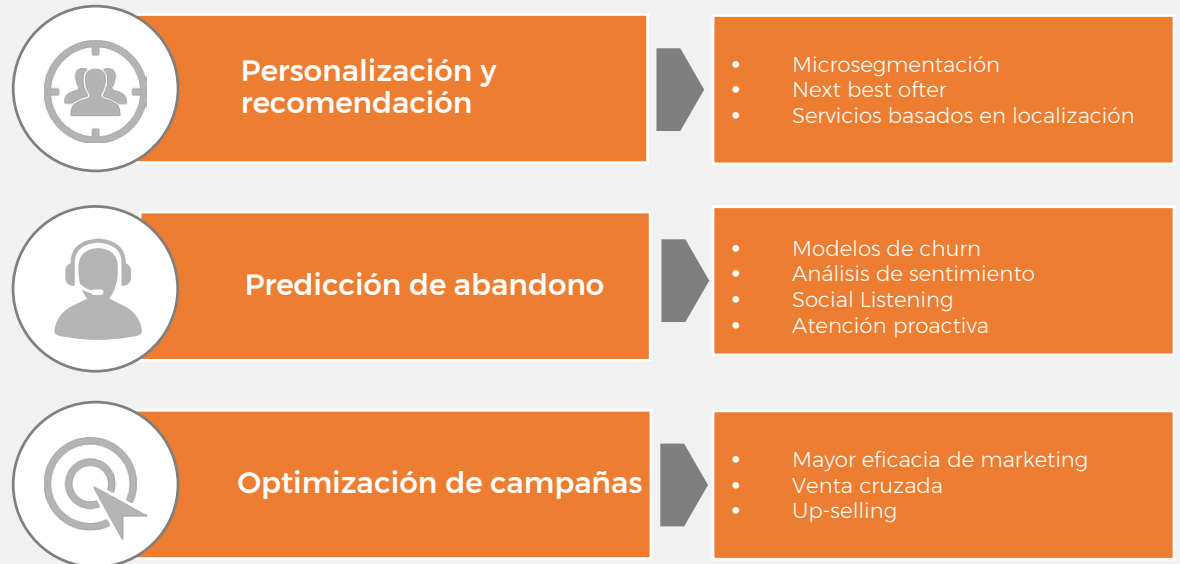 Personalización y
recomendación
• Microsegmentación
• Next best ofter
• Servicios basados en localización
Predicción de abandono
• Modelos de churn
• Análisis de sentimiento
• Social Listening
• Atención proactiva
Optimización de campañas
• Mayor eficacia de marketing
• Venta cruzada
• Up-selling